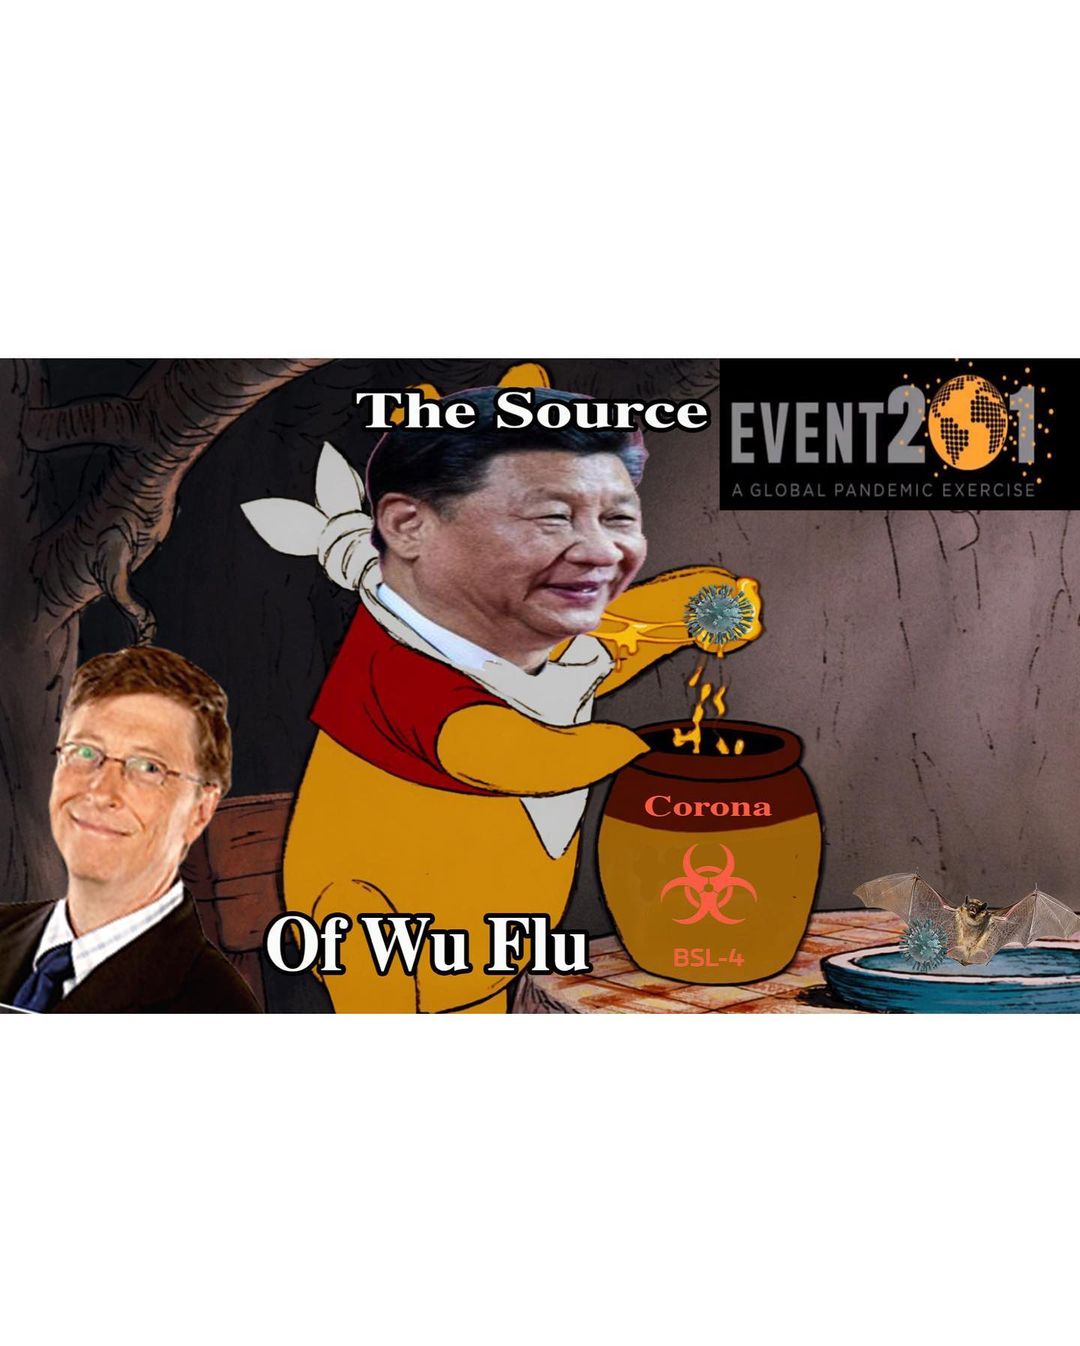 The Source
EVENT201
A GLOBAL PANDEMIC EXERCISE
Corona
BSL-4
Of Wu Flu